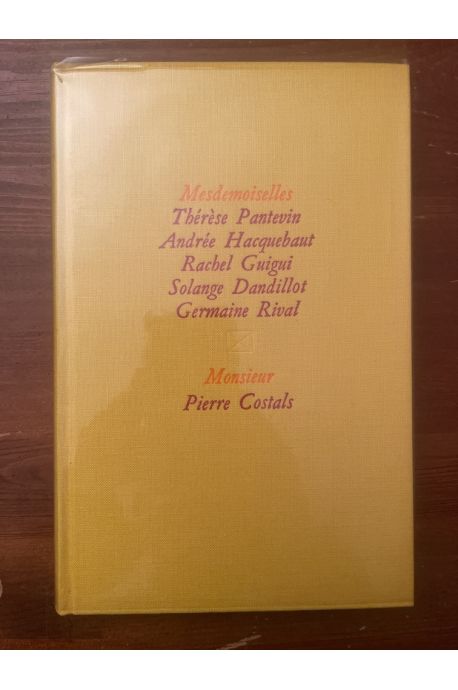 Mesdemoiselles
Thérèse Pantevin
Andrée Hacquebaut
Rachel Guigui
Solange Dandillot
Germaine Rival
Monsieur
Pierre Costals